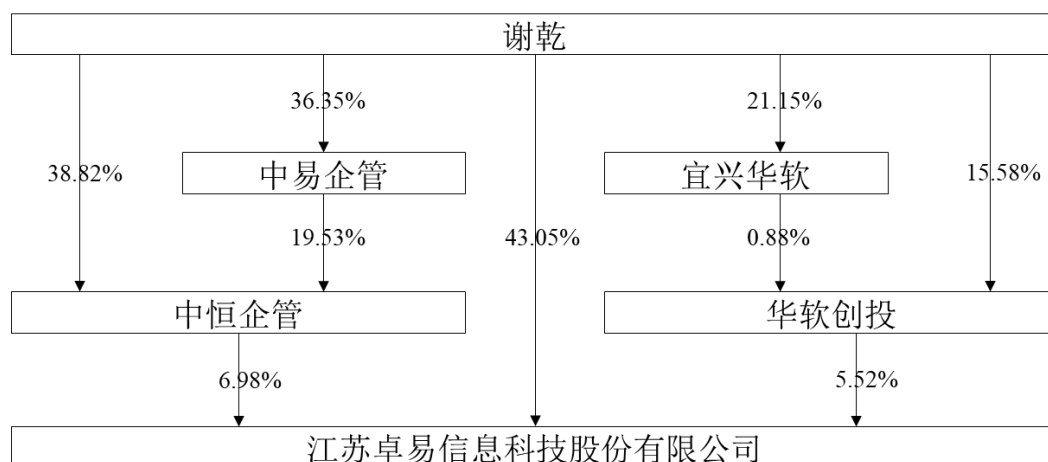 谢乾
36.35%
21.15%
38.82%
中易企管
宜兴华软
15.58%
19.53%
43.05%
0.88%
中恒企管
华软创投
6.98%
5.52%
江苏卓易信息科技股份有限公司